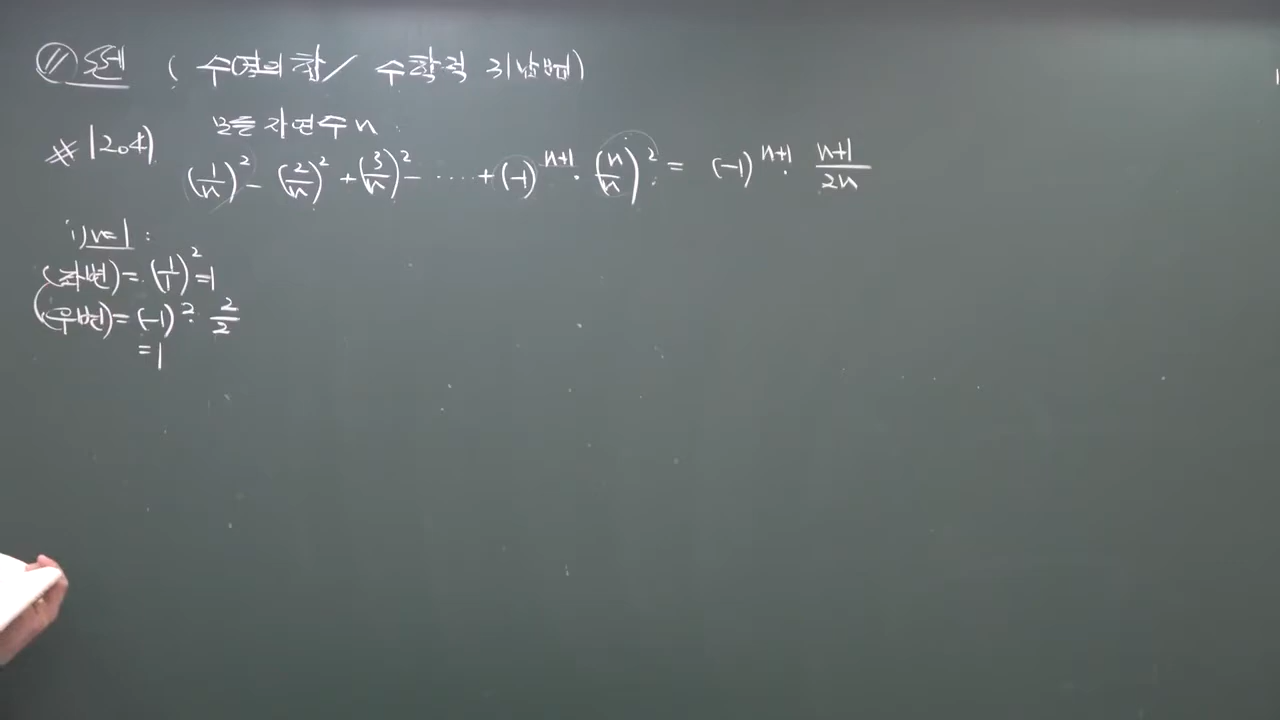 ⑪ 수렌 ( 수열의 합/ 수학적 귀납법)
모든 자연수 n.
# 1204) (1/n)² - (2/n)² + (3/n)² - ····· + (-1)ⁿ⁺¹ · (n/n)² = (-1)ⁿ⁺¹ · (n+1)/(2n)
i) n=1 :
(좌변) = (1/1)² = 1
(우변) = (-1)² · 2/2
= 1